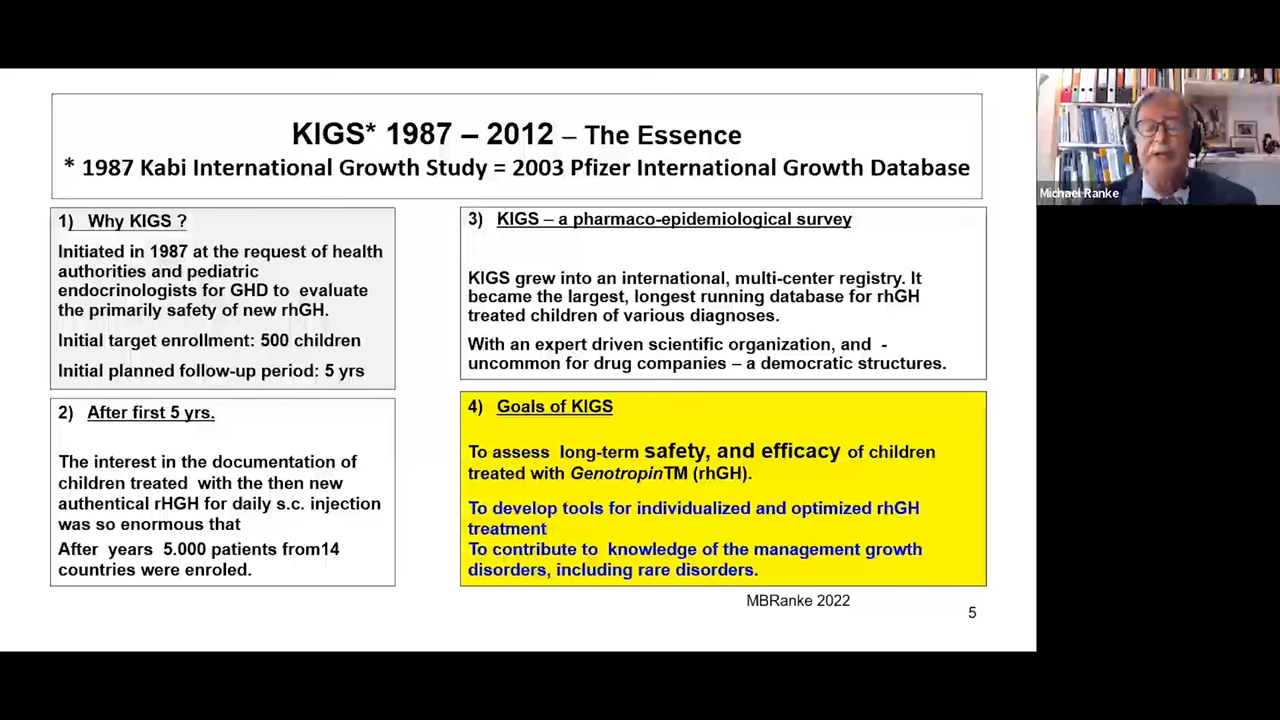 KIGS* 1987 – 2012 – The Essence
* 1987 Kabi International Growth Study = 2003 Pfizer International Growth Database
1) Why KIGS ?
Initiated in 1987 at the request of health
authorities and pediatric
endocrinologists for GHD to evaluate
the primarily safety of new rhGH.
Initial target enrollment: 500 children
Initial planned follow-up period: 5 yrs
2) After first 5 yrs.
The interest in the documentation of
children treated with the then new
authentical rHGH for daily s.c. injection
was so enormous that
After years 5.000 patients from14
countries were enroled.
3) KIGS – a pharmaco-epidemiological survey
KIGS grew into an international, multi-center registry. It
became the largest, longest running database for rhGH
treated children of various diagnoses.
With an expert driven scientific organization, and -
uncommon for drug companies – a democratic structures.
4) Goals of KIGS
To assess long-term safety, and efficacy of children
treated with GenotropinTM (rhGH).
To develop tools for individualized and optimized rhGH
treatment
To contribute to knowledge of the management growth
disorders, including rare disorders.
MBRanke 2022
5
Michael Ranke